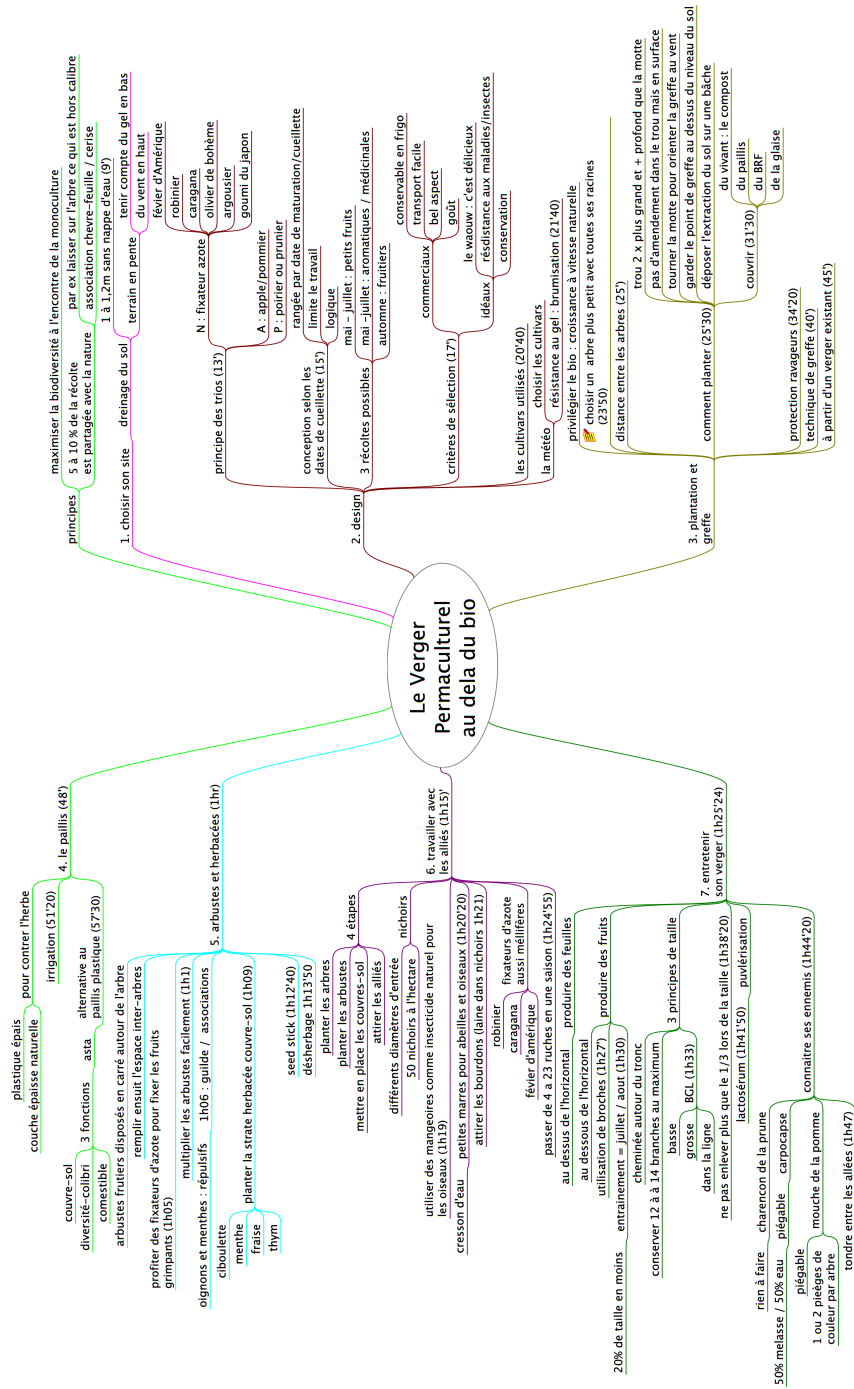 Le Verger
Permaculturel
au dela du bio
principes
maximiser la biodiversité à l'encontre de la monoculture
5 à 10 % de la récolte
est partagée avec la nature
par ex laisser sur l'arbre ce qui est hors calibre
association chevre-feuille / cerise
1. choisir son site
dreinage du sol
1 à 1,2m sans nappe d'eau (9')
terrain en pente
tenir compte du gel en bas
du vent en haut
2. design
principe des trios (13')
N : fixateur azote
févier d'Amérique
robinier
caragana
olivier de bohème
argousier
goumi du japon
A : apple/pommier
P : poirier ou prunier
conception selon les
dates de cueillette (15')
rangée par date de maturation/cueillette
limite le travail
logique
3 récoltes possibles
mai - juillet : petits fruits
mai -juillet : aromatiques / médicinales
automne : fruitiers
critères de sélection (17')
commerciaux
conservable en frigo
transport facile
bel aspect
goût
idéaux
le waouw : c'est délicieux
résdistance aux maladies/insectes
conservation
les cultivars utilisés (20'40)
la météo
choisir les cultivars
résistance au gel : brumisation (21'40)
3. plantation et
greffe
privilégier le bio : croissance à vitesse naturelle
choisir un arbre plus petit avec toutes ses racines
(23'50)
distance entre les arbres (25')
comment planter (25'30)
trou 2 x plus grand et + profond que la motte
pas d'amendement dans le trou mais en surface
tourner la motte pour orienter la greffe au vent
garder le point de greffe au dessus du niveau du sol
déposer l'extraction du sol sur une bâche
couvrir (31'30)
du vivant : le compost
du paillis
du BRF
de la glaise
protection ravageurs (34'20)
technique de greffe (40')
à partir d'un verger existant (45')
4. le paillis (48')
pour contrer l'herbe
plastique épais
couche épaisse naturelle
irrigation (51'20)
alternative au
paillis plastique (57'30)
asta
3 fonctions
couvre-sol
diversité-colibri
comestible
5. arbustes et herbacées (1hr)
arbustes frutiers disposés en carré autour de l'arbre
remplir ensuit l'espace inter-arbres
profiter des fixateurs d'azote pour fixer les fruits
grimpants (1h05)
multiplier les arbustes facilement (1h1)
1h06 : guilde / associations
oignons et menthes : répulsifs
planter la strate herbacée couvre-sol (1h09)
ciboulette
menthe
fraise
thym
seed stick (1h12'40)
désherbage 1h13'50
6. travailler avec
les alliés (1h15)'
4 étapes
planter les arbres
planter les arbustes
mettre en place les couvres-sol
attirer les alliés
nichoirs
différents diamètres d'entrée
50 nichoirs à l'hectare
utiliser des mangeoires comme insecticide naturel pour
les oiseaux (1h19)
petites marres pour abeilles et oiseaux (1h20'20)
cresson d'eau
attirer les bourdons (laine dans nichoirs 1h21)
fixateurs d'azote
aussi méllifères
robinier
caragana
févier d'amérique
passer de 4 a 23 ruches en une saison (1h24'55)
7. entretenir
son verger (1h25'24)
produire des feuilles
au dessus de l'horizontal
produire des fruits
au dessous de l'horizontal
utilisation de broches (1h27')
entrainement = juillet / aout (1h30)
20% de taille en moins
3 principes de taille
cheminée autour du tronc
conserver 12 à à 14 branches au maximum
BGL (1h33)
basse
grosse
dans la ligne
ne pas enlever plus que le 1/3 lors de la taille (1h38'20)
puvlérisation
lactosérum (1h41'50)
connaitre ses ennemis (1h44'20)
charencon de la prune
rien à faire
carpocapse
piégable
50% melasse / 50% eau
mouche de la pomme
piégable
1 ou 2 pieèges de
couleur par arbre
tondre entre les allées (1h47)